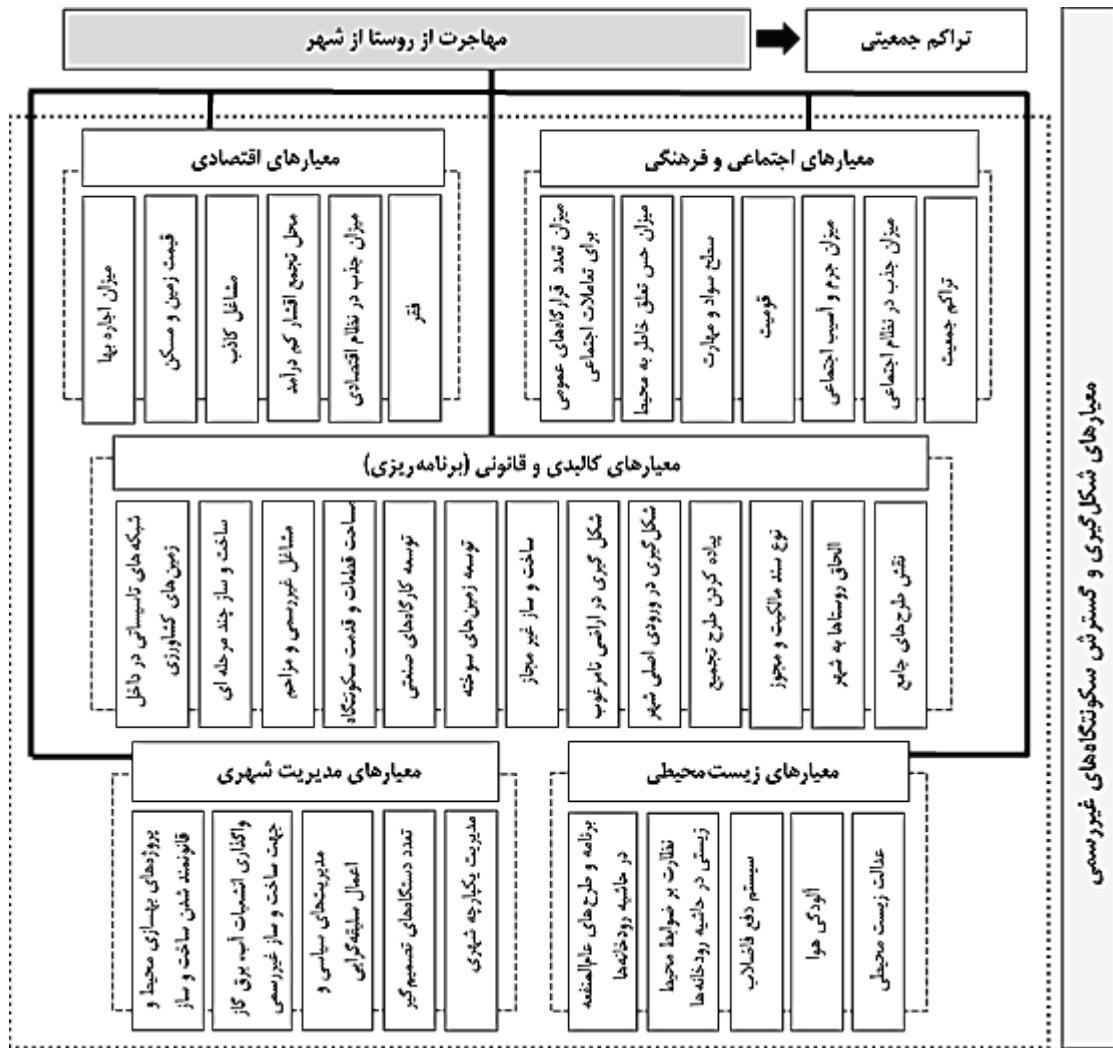 معیارهای شکل‌گیری و گسترش سکونتگاه‌های غیررسمی
تراکم جمعیتی
مهاجرت از روستا از شهر
معیارهای اجتماعی و فرهنگی
تراکم جمعیت
میزان جذب در نظام اجتماعی
میزان جرم و آسیب اجتماعی
قومیت
سطح سواد و مهارت
میزان حس تعلق خاطر به محیط
میزان تعدد قرارگاه‌های عمومی
برای تعاملات اجتماعی
معیارهای اقتصادی
فقر
میزان جذب در نظام اقتصادی
محل تجمع اقشار کم درآمد
مشاغل کاذب
قیمت زمین و مسکن
میزان اجاره بها
معیارهای کالبدی و قانونی (برنامه‌ریزی)
نقش طرح‌های جامع
الحاق روستاها به شهر
نوع سند مالکیت و مجوز
پیاده کردن طرح تجمیع
شکل‌گیری در ورودی اصلی شهر
شکل گیری در اراضی نامرغوب
ساخت و ساز غیر مجاز
توسعه زمین‌های سوخته
توسعه کارگاه‌های صنعتی
مساحت قطعات و قدمت سکونتگاه
مشاغل غیررسمی و مزاحم
ساخت و ساز چند مرحله ای
شبکه‌های تاسیساتی در داخل
زمین‌های کشاورزی
معیارهای زیست‌محیطی
عدالت زیست محیطی
آلودگی هوا
سیستم دفع فاضلاب
نظارت بر ضوابط محیط
زیستی در حاشیه رودخانه‌ها
برنامه و طرح‌های عام‌المنفعه
در حاشیه رودخانه‌ها
معیارهای مدیریت شهری
مدیریت یکپارچه شهری
تعدد دستگاه‌های تصمیم‌گیر
مدیریت‌های سیاسی و
اعمال سلیقه‌گرایی
واگذاری انشعبات آب، برق گاز
جهت ساخت و ساز غیررسمی
پروژه‌های بهسازی محیط و
قانونمند شدن ساخت و ساز